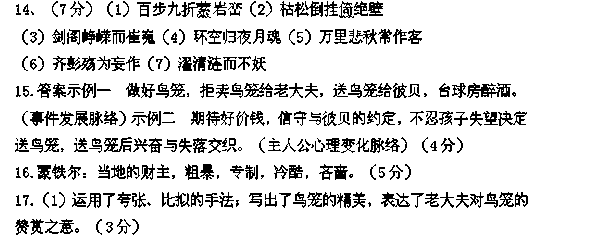 14、（7分）（1）百步九折萦岩峦（2）枯松倒挂倚绝壁
（3）剑阁峥嵘而崔嵬（4）环空归夜月魂（5）万里悲秋常作客
（6）齐彭殇为妄作（7）濯清涟而不妖
15.答案示例一　做好鸟笼，拒卖鸟笼给老大夫，送鸟笼给彼贝，台球房醉酒。
（事件发展脉络）示例二　期待好价钱，信守与彼贝的约定，不忍孩子失望决定
送鸟笼，送鸟笼后兴奋与失落交织。（主人公心理变化脉络）（4分）
16.蒙铁尔：当地的财主，粗暴，专制，冷酷，吝啬。（5分）
17.（1）运用了夸张、比拟的手法；写出了鸟笼的精美，表达了老大夫对鸟笼的
赞赏之意。（3分）